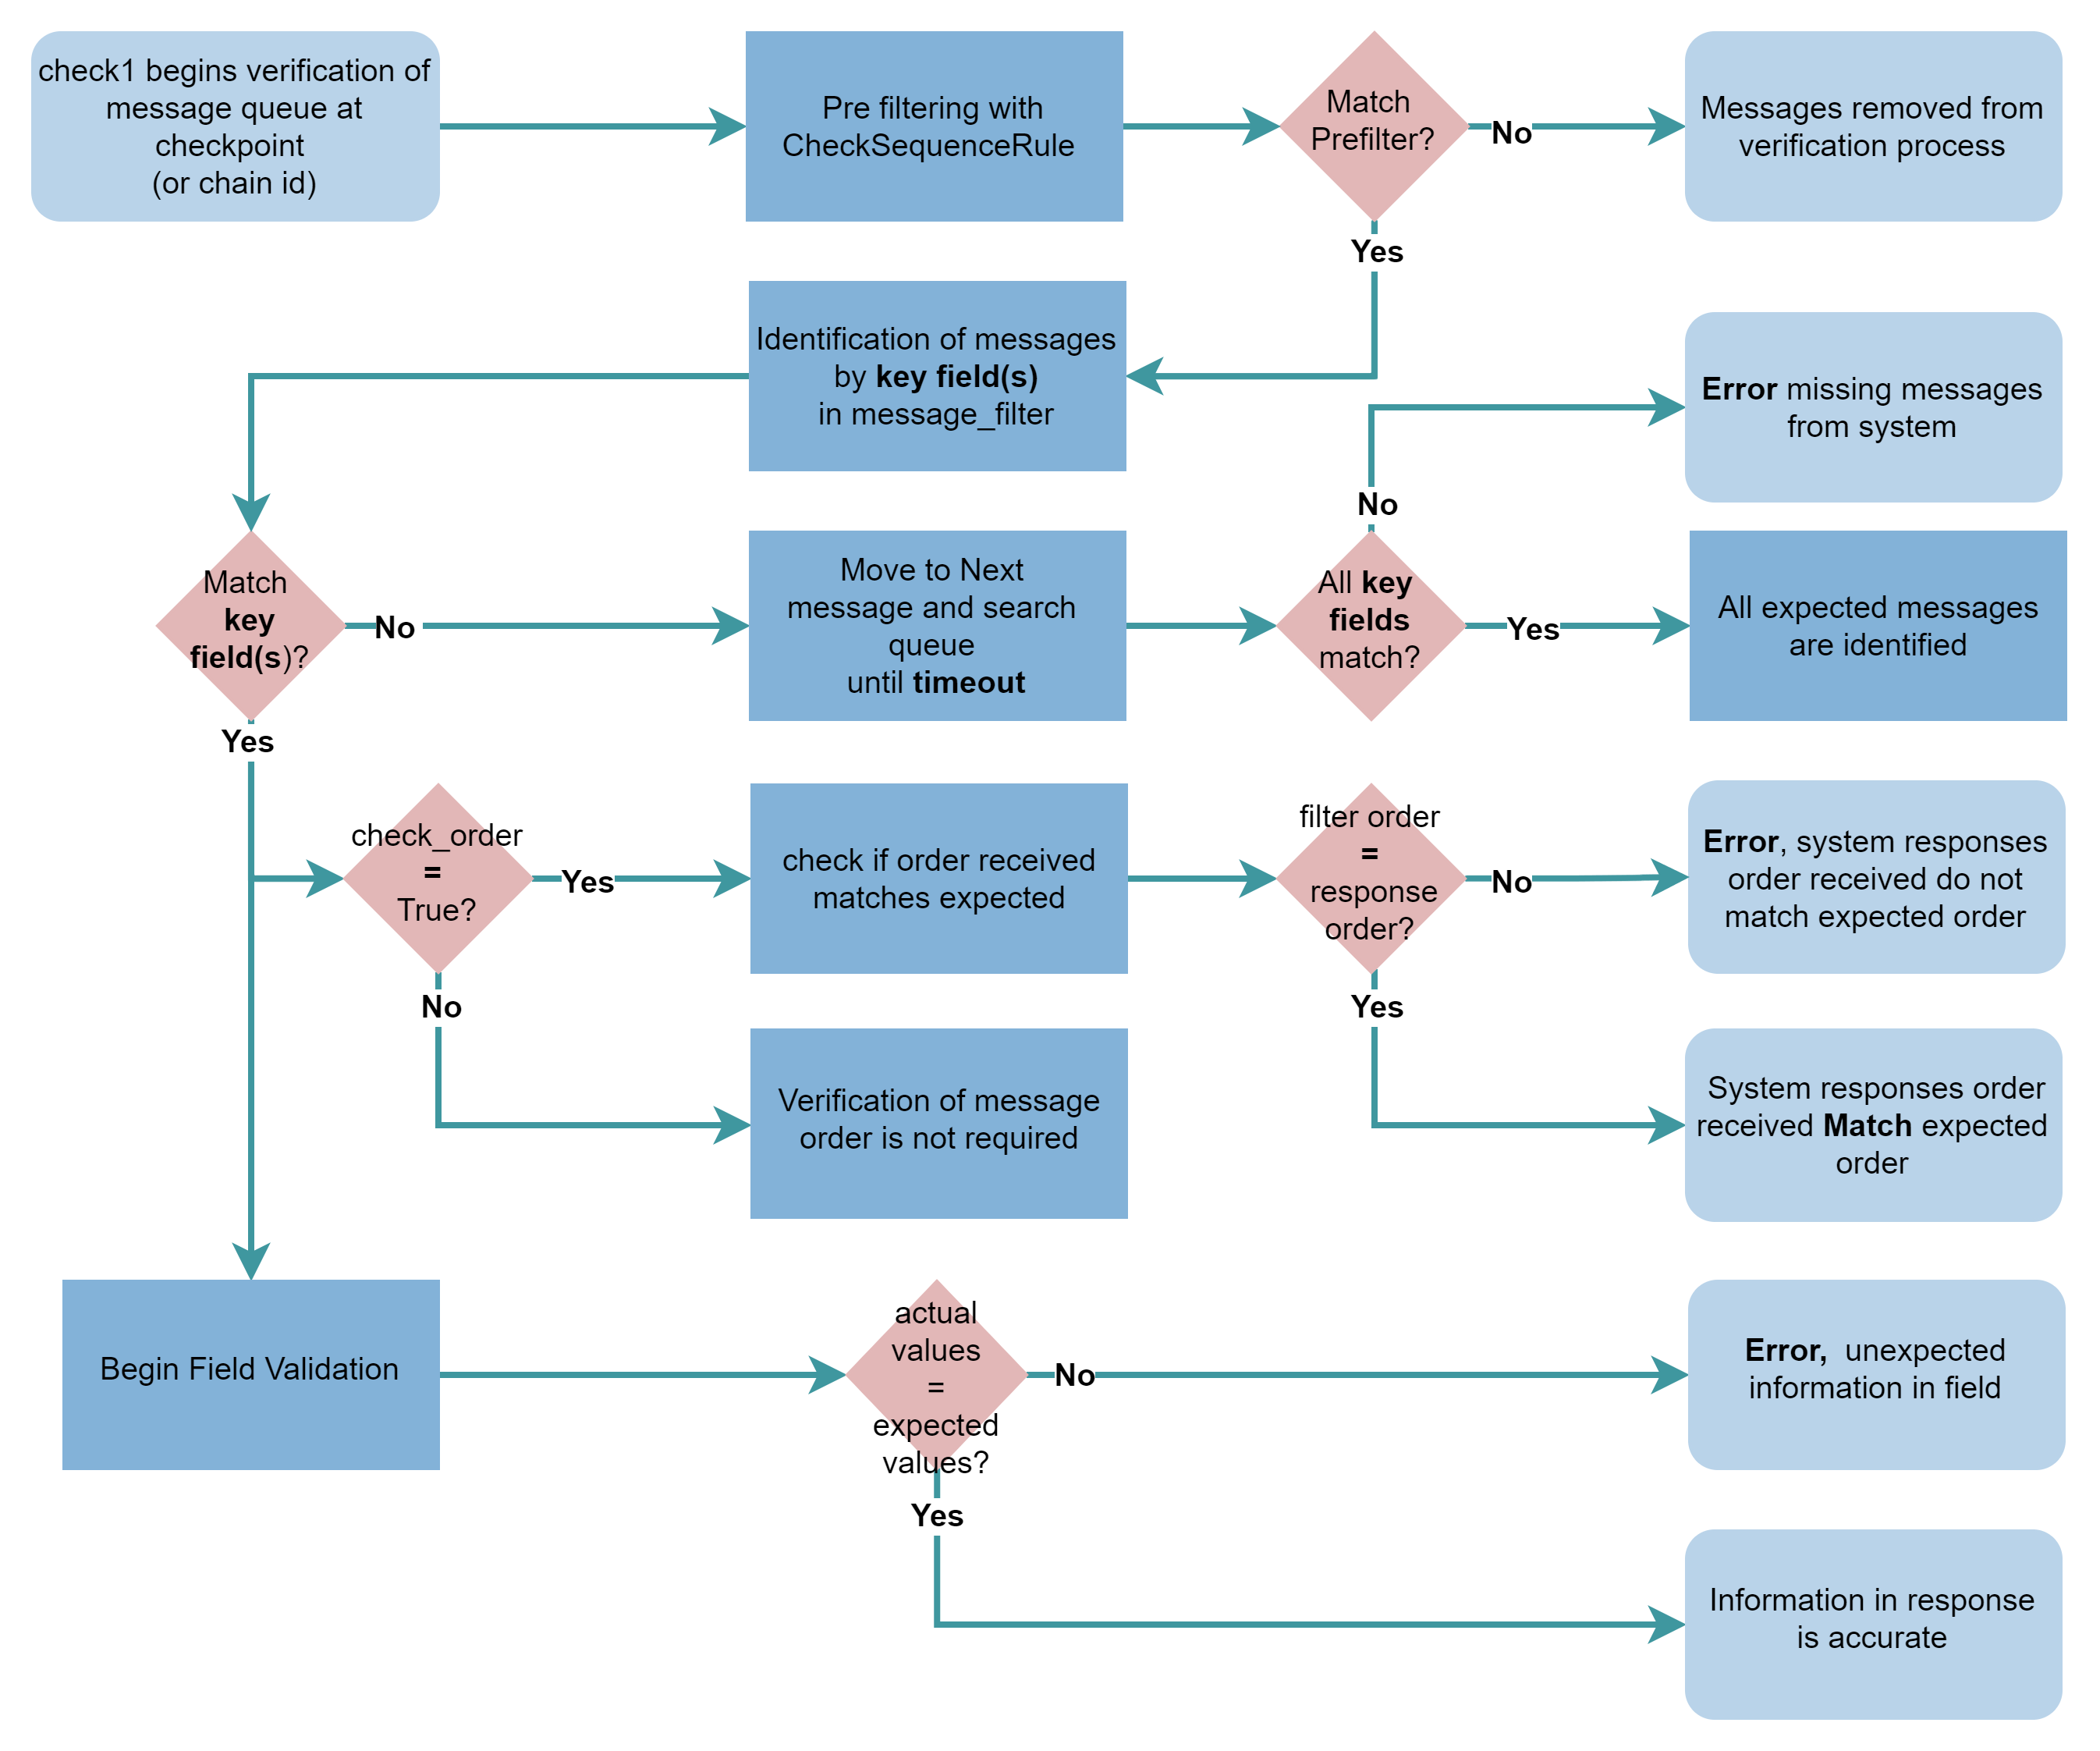 check1 begins verification of
message queue at
checkpoint
(or chain id)
Pre filtering with
CheckSequenceRule
Match
Prefilter?
No
Messages removed from
verification process
Yes
Identification of messages
by key field(s)
in message_filter
Error missing messages
from system
No
Match
key
field(s)?
No
Move to Next
message and search
queue
until timeout
All key
fields
match?
Yes
All expected messages
are identified
Yes
check_order
=
True?
Yes
check if order received
matches expected
filter order
=
response
order?
No
Error, system responses
order received do not
match expected order
No
Yes
Verification of message
order is not required
System responses order
received Match expected
order
Begin Field Validation
actual
values
=
expected
values?
No
Error,  unexpected
information in field
Yes
Information in response
is accurate